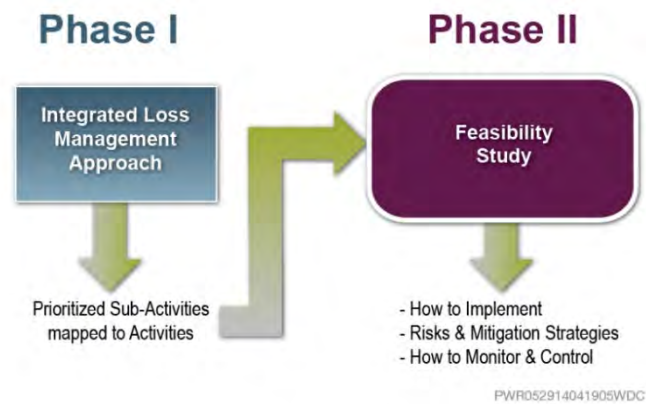 Phase I
Integrated Loss
Management
Approach
Prioritized Sub-Activities
mapped to Activities
Phase II
Feasibility
Study
- How to Implement
- Risks & Mitigation Strategies
- How to Monitor & Control
PWR052914041905WDC